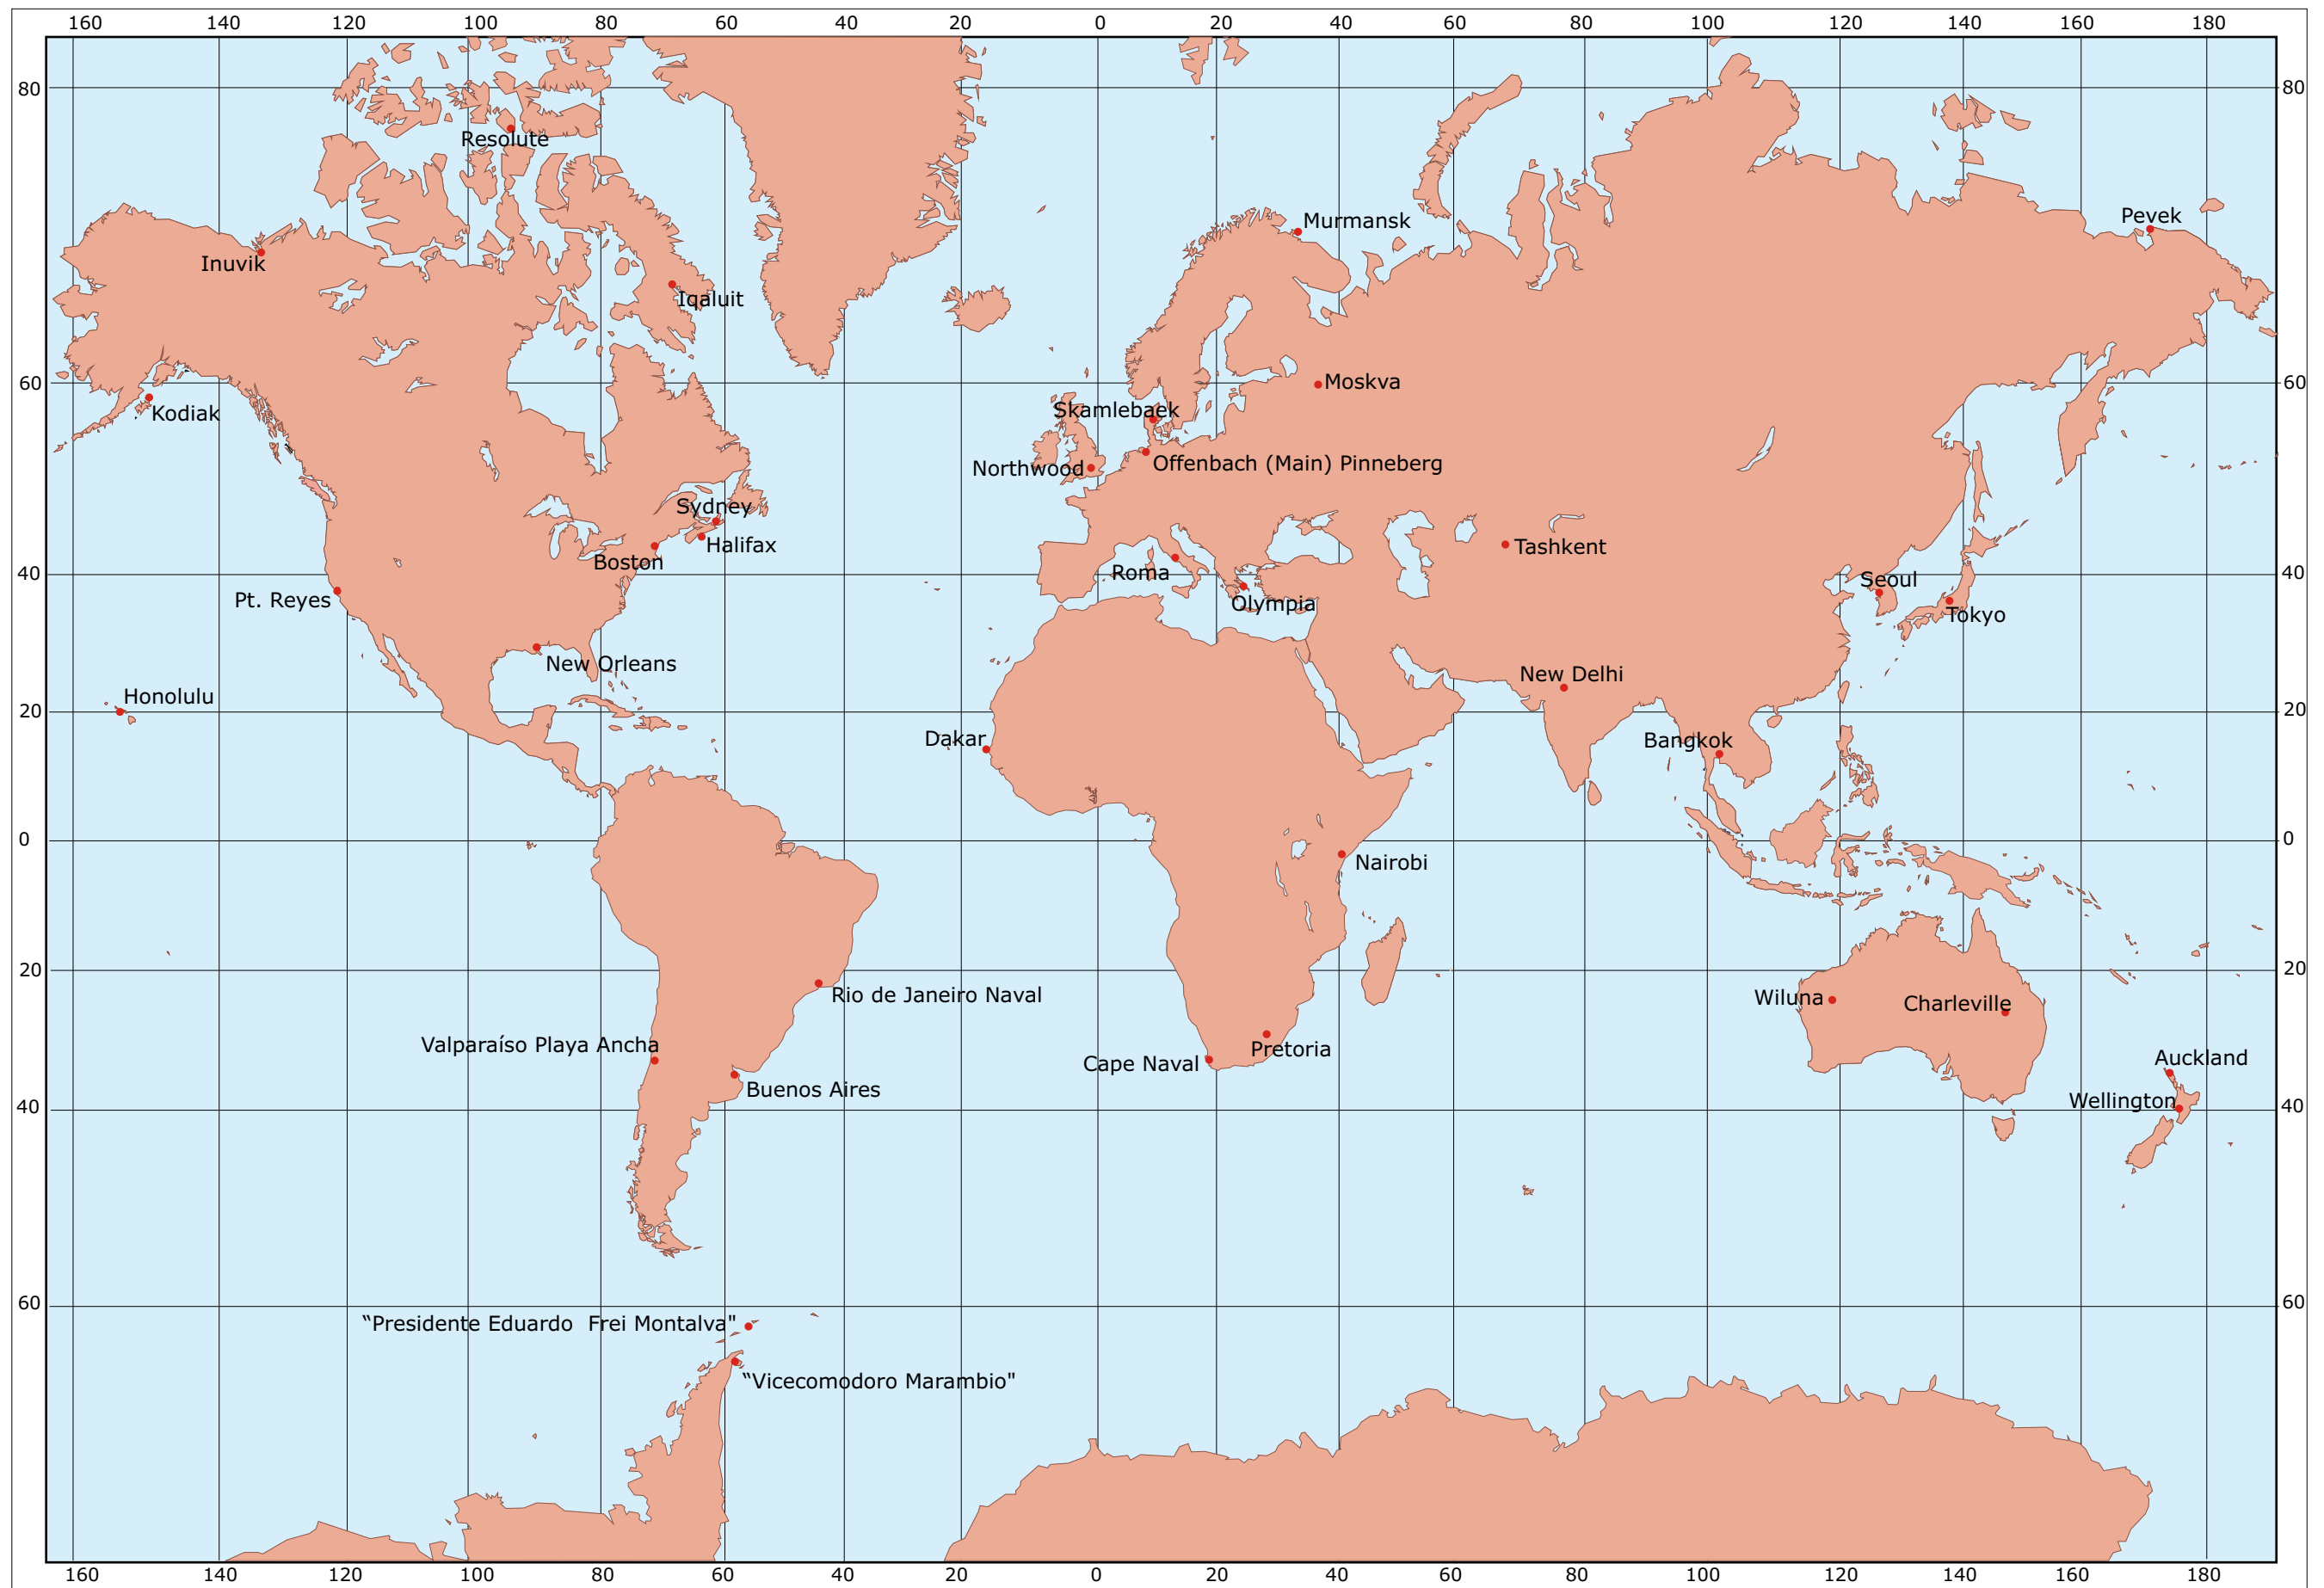 160 140 120 100 80 60 40 20 0 20 40 60 80 100 120 140 160 180
80 80
Resolute
Pevek
Murmansk
Inuvik
Iqaluit
60 Moskva 60
Skamlebaek
Kodiak
Offenbach (Main) Pinneberg
Northwood
Sydney
Halifax
Tashkent
Boston
Roma
40 40
Seoul
Pt. Reyes
Olympia
Tokyo
New Orleans
New Delhi
Honolulu
20 20
Dakar
Bangkok
0 0
Nairobi
20 20
Rio de Janeiro Naval
Wiluna
Charleville
Valparaíso Playa Ancha
Pretoria
Auckland
Cape Naval
Buenos Aires
Wellington
40 40
60 60
“Presidente Eduardo Frei Montalva"
“Vicecomodoro Marambio"
160 140 120 100 80 60 40 20 0 20 40 60 80 100 120 140 160 180